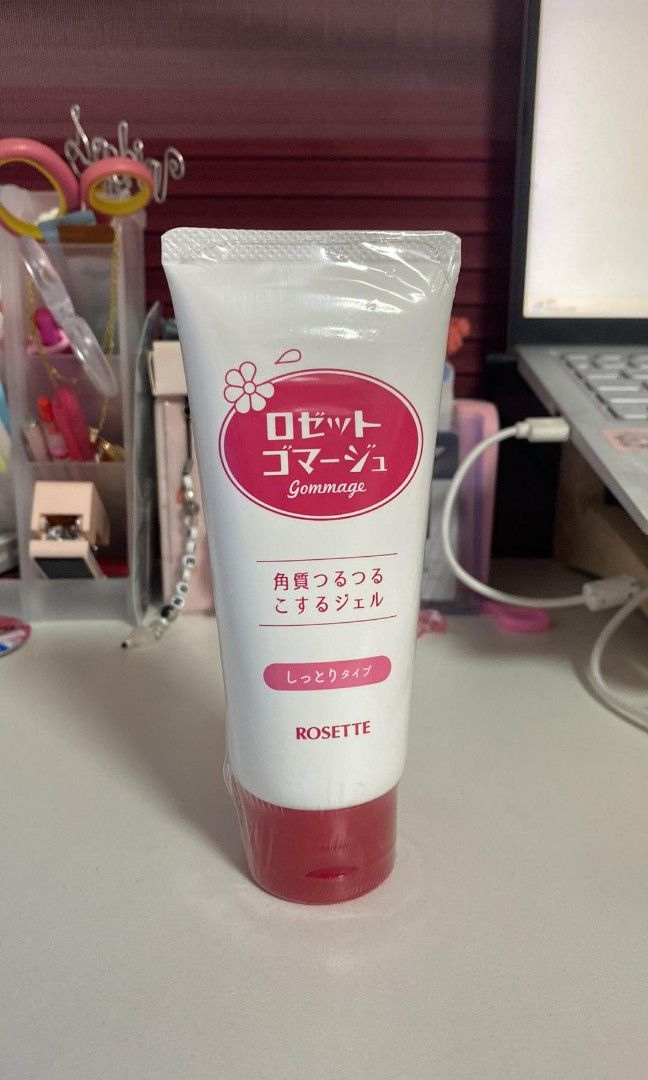 ロゼット
ゴマージュ
Gommage
角質つるつる
こするジェル
しっとりタイプ
ROSETTE